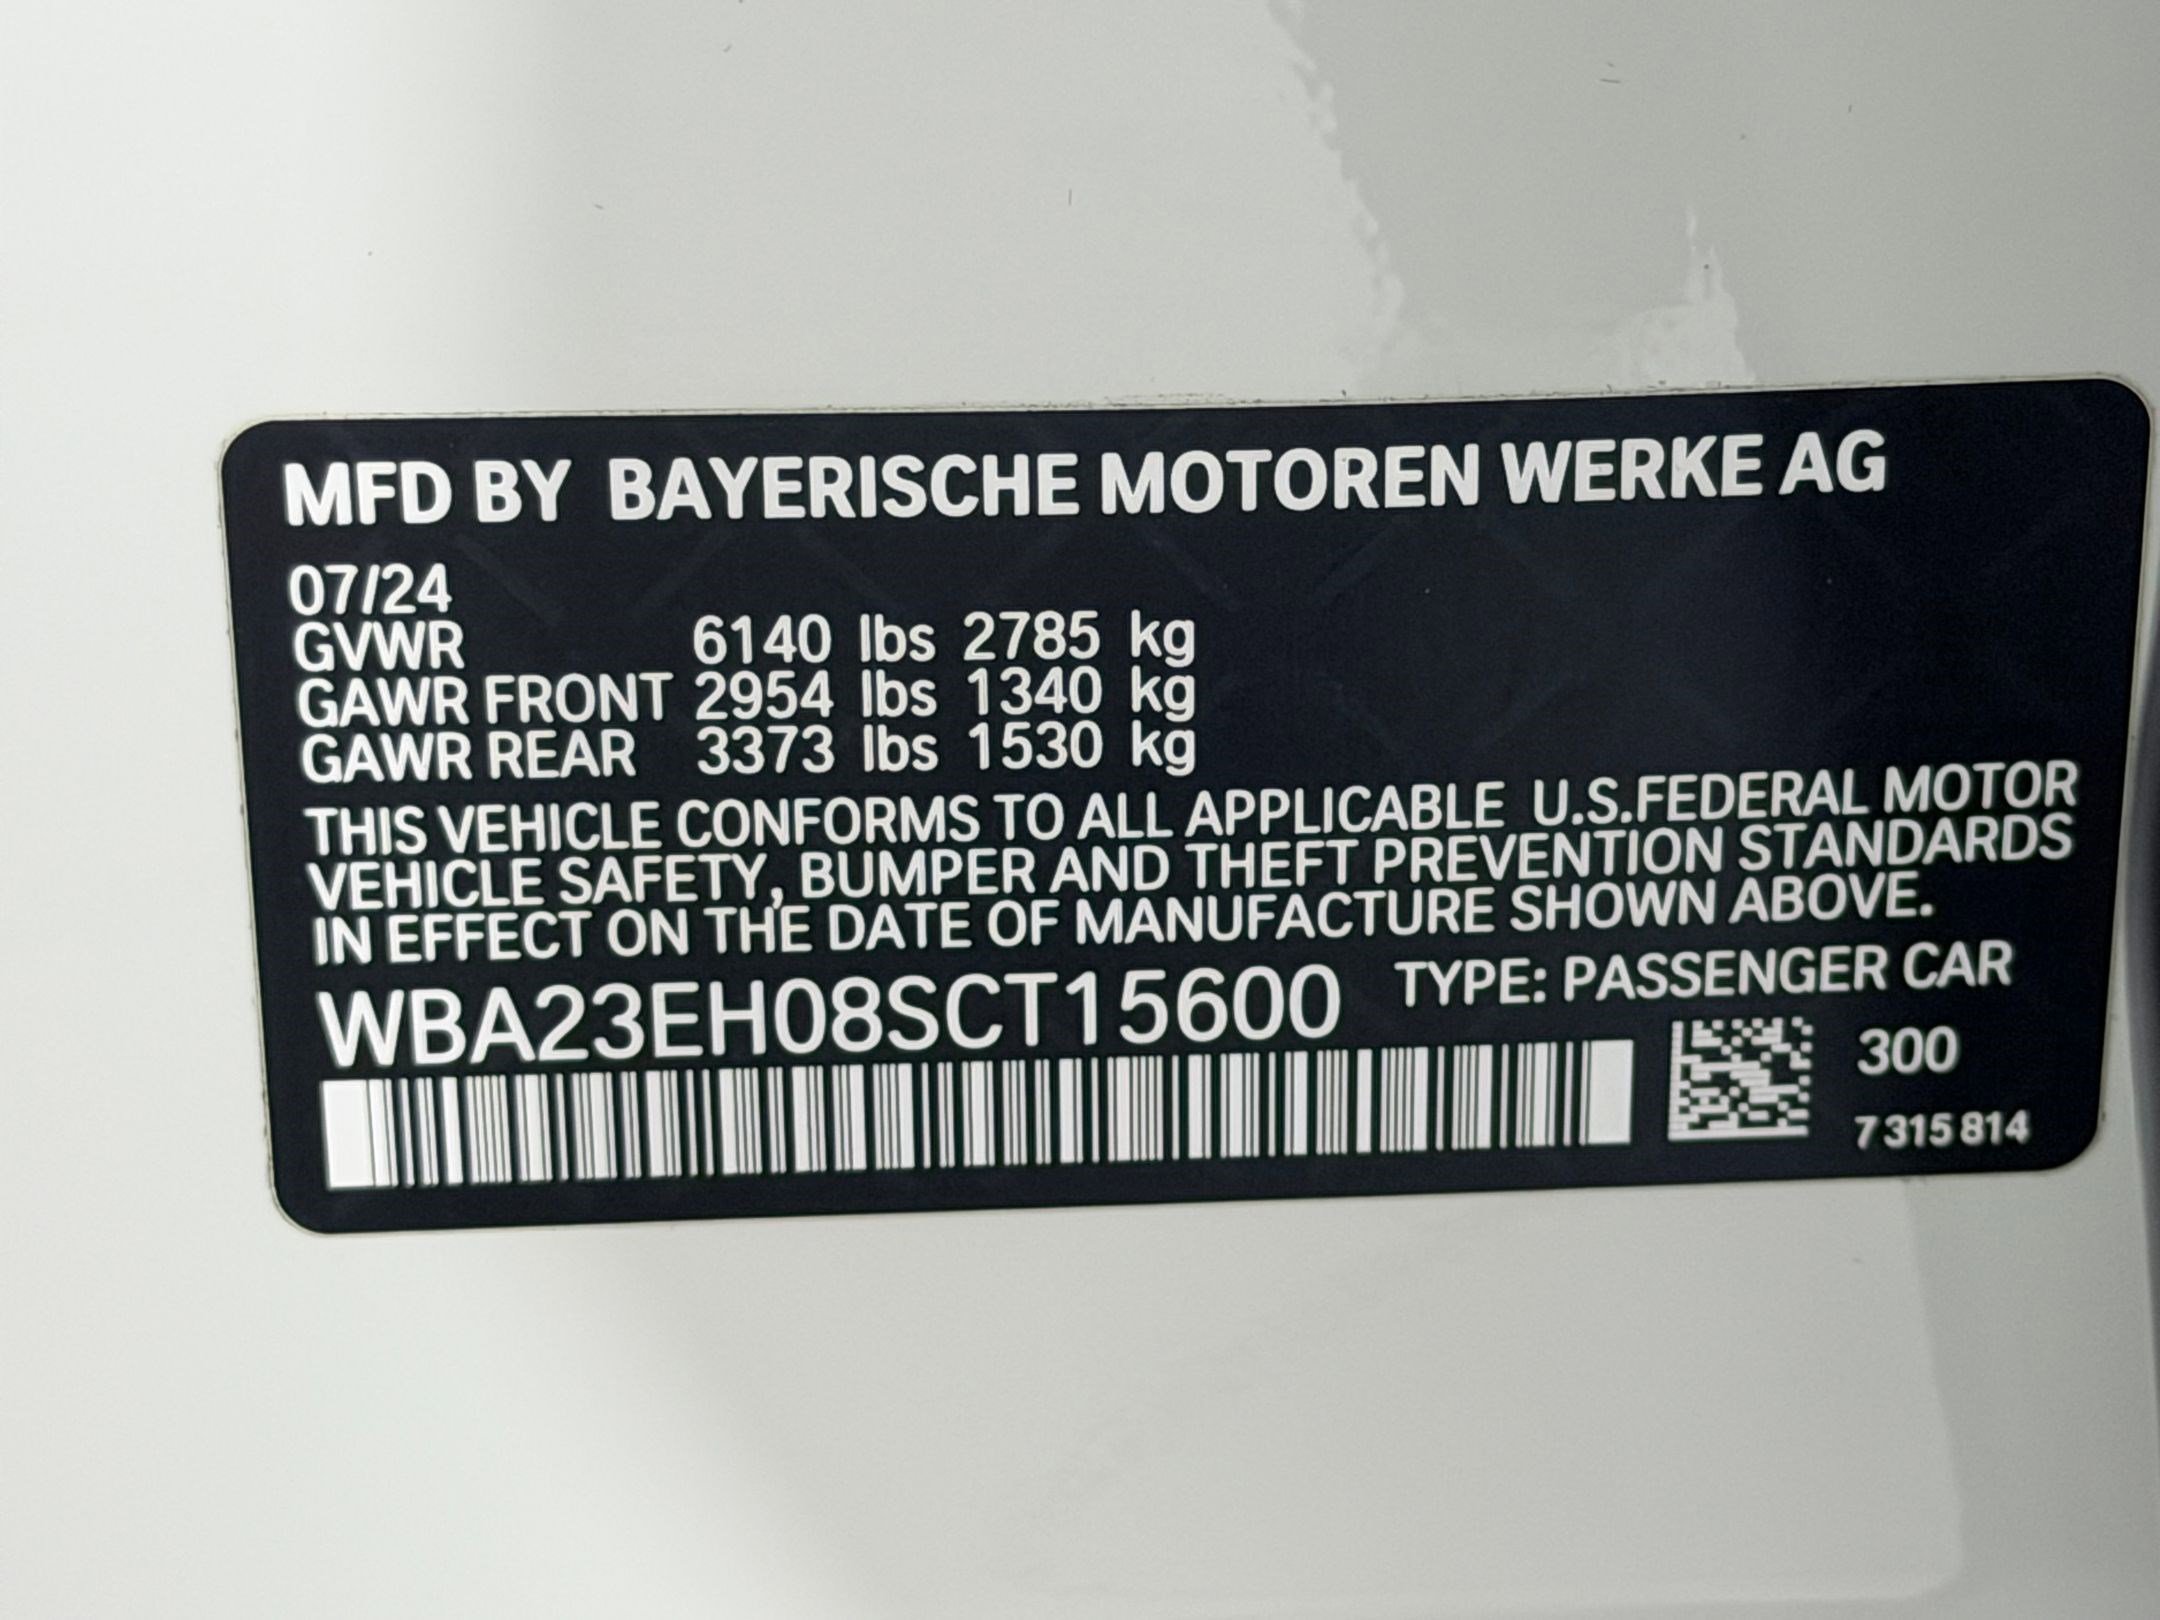 MFD BY BAYERISCHE MOTOREN WERKE AG
07/24
GVWR 6140 lbs 2785 kg
GAWR FRONT 2954 lbs 1340 kg
GAWR REAR 3373 lbs 1530 kg
THIS VEHICLE CONFORMS TO ALL APPLICABLE U.S.FEDERAL MOTOR
VEHICLE SAFETY, BUMPER AND THEFT PREVENTION STANDARDS
IN EFFECT ON THE DATE OF MANUFACTURE SHOWN ABOVE.
WBA23EH08SCT15600 TYPE: PASSENGER CAR
300
7 315 814